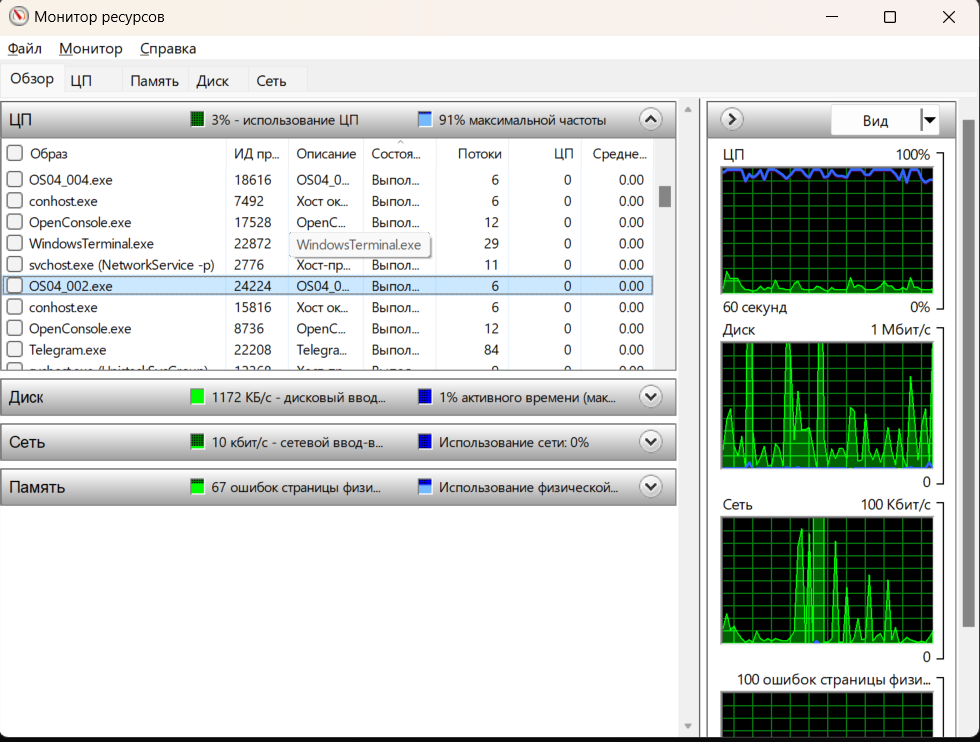 Монитор ресурсов
Файл Монитор Справка
Обзор ЦП Память Диск Сеть
ЦП 3% - использование ЦП 91% максимальной частоты
Образ ИД пр... Описание Состоя... Потоки ЦП Средне...
OS04_004.exe 18616 OS04_0... Выпол... 6 0 0.00
conhost.exe 7492 Хост ок... Выпол... 6 0 0.00
OpenConsole.exe 17528 OpenC... Выпол... 12 0 0.00
WindowsTerminal.exe 22872 WindowsTerminal.exe 29 0 0.00
svchost.exe (NetworkService -p) 2776 Хост-пр... Выпол... 11 0 0.00
OS04_002.exe 24224 OS04_0... Выпол... 6 0 0.00
conhost.exe 15816 Хост ок... Выпол... 6 0 0.00
OpenConsole.exe 8736 OpenC... Выпол... 12 0 0.00
Telegram.exe 22208 Telegra... Выпол... 84 0 0.00
Диск 1172 КБ/с - дисковый ввод... 1% активного времени (мак...
Сеть 10 кбит/с - сетевой ввод-в... Использование сети: 0%
Память 67 ошибок страницы физи... Использование физической...
Вид
ЦП 100%
60 секунд 0%
Диск 1 Мбит/с
0
Сеть 100 Кбит/с
0
100 ошибок страницы физи...